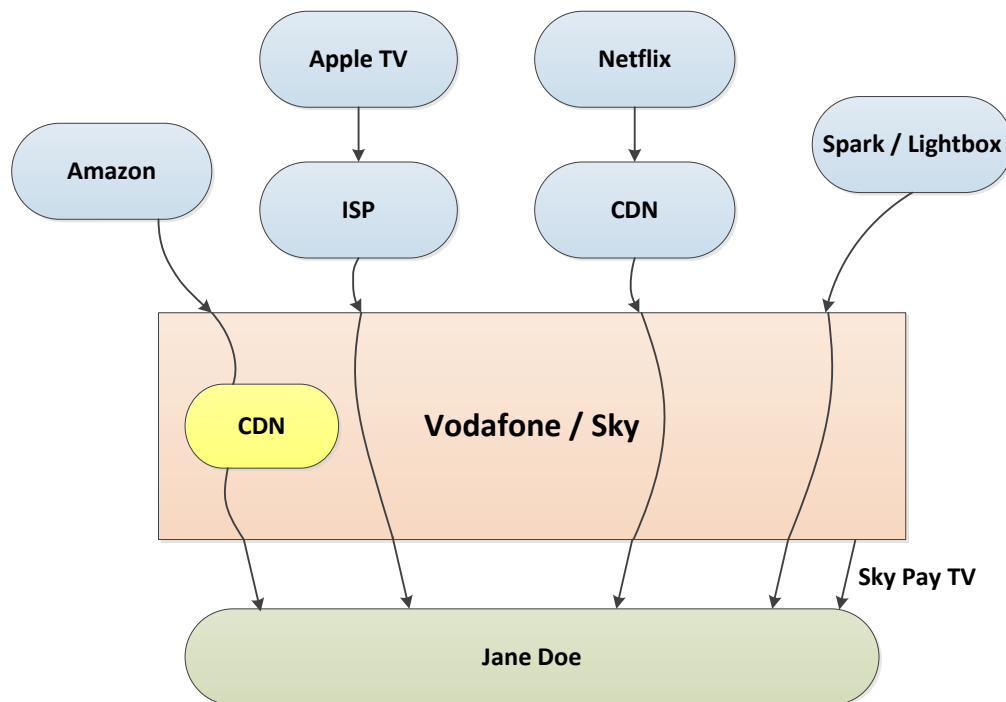 Apple TV
Netflix
Amazon
Spark / Lightbox
ISP
CDN
CDN
Vodafone / Sky
Sky Pay TV
Jane Doe